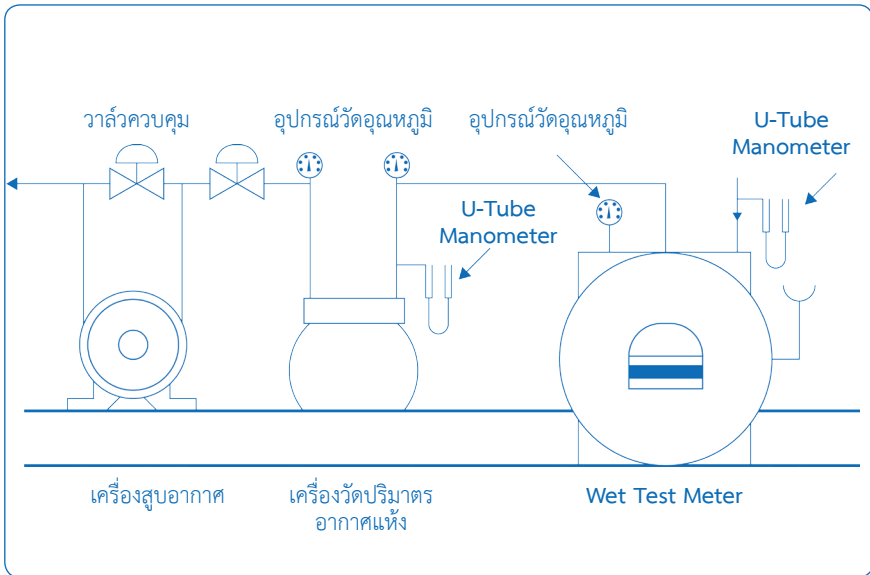 วาล์วควบคุม
อุปกรณ์วัดอุณหภูมิ
อุปกรณ์วัดอุณหภูมิ
U-Tube
Manometer
U-Tube
Manometer
เครื่องสูบอากาศ
เครื่องวัดปริมาตร
อากาศแห้ง
Wet Test Meter